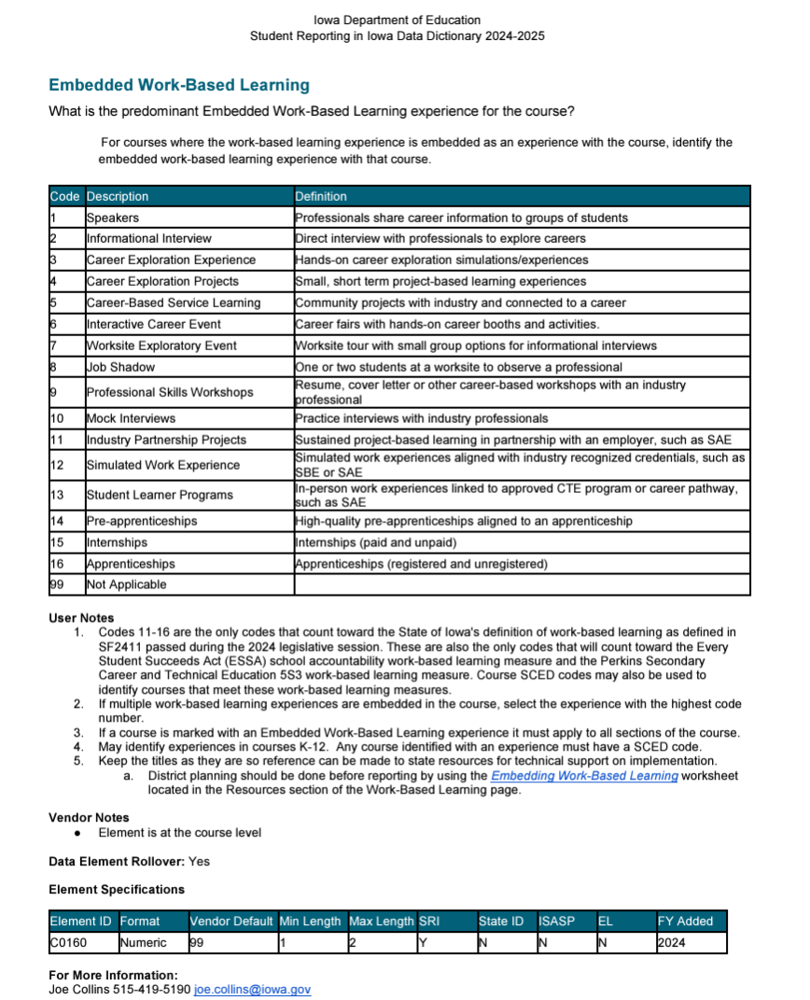 Iowa Department of Education
Student Reporting in Iowa Data Dictionary 2024-2025
Embedded Work-Based Learning
What is the predominant Embedded Work-Based Learning experience for the course?
For courses where the work-based learning experience is embedded as an experience with the course, identify the
embedded work-based learning experience with that course.
Code Description Definition
1 Speakers Professionals share career information to groups of students
2 Informational Interview Direct interview with professionals to explore careers
3 Career Exploration Experience Hands-on career exploration simulations/experiences
4 Career Exploration Projects Small, short term project-based learning experiences
5 Career-Based Service Learning Community projects with industry and connected to a career
6 Interactive Career Event Career fairs with hands-on career booths and activities.
7 Worksite Exploratory Event Worksite tour with small group options for informational interviews
8 Job Shadow One or two students at a worksite to observe a professional
9 Professional Skills Workshops Resume, cover letter or other career-based workshops with an industry
professional
10 Mock Interviews Practice interviews with industry professionals
11 Industry Partnership Projects Sustained project-based learning in partnership with an employer, such as SAE
12 Simulated Work Experience Simulated work experiences aligned with industry recognized credentials, such as
SBE or SAE
13 Student Learner Programs In-person work experiences linked to approved CTE program or career pathway,
such as SAE
14 Pre-apprenticeships High-quality pre-apprenticeships aligned to an apprenticeship
15 Internships Internships (paid and unpaid)
16 Apprenticeships Apprenticeships (registered and unregistered)
99 Not Applicable
User Notes
1. Codes 11-16 are the only codes that count toward the State of Iowa's definition of work-based learning as defined in
SF2411 passed during the 2024 legislative session. These are also the only codes that will count toward the Every
Student Succeeds Act (ESSA) school accountability work-based learning measure and the Perkins Secondary
Career and Technical Education 5S3 work-based learning measure. Course SCED codes may also be used to
identify courses that meet these work-based learning measures.
2. If multiple work-based learning experiences are embedded in the course, select the experience with the highest code
number.
3. If a course is marked with an Embedded Work-Based Learning experience it must apply to all sections of the course.
4. May identify experiences in courses K-12. Any course identified with an experience must have a SCED code.
5. Keep the titles as they are so reference can be made to state resources for technical support on implementation.
a. District planning should be done before reporting by using the Embedding Work-Based Learning worksheet
located in the Resources section of the Work-Based Learning page.
Vendor Notes
● Element is at the course level
Data Element Rollover: Yes
Element Specifications
Element ID Format Vendor Default Min Length Max Length SRI State ID ISASP EL FY Added
C0160 Numeric 99 1 2 Y N N N 2024
For More Information:
Joe Collins 515-419-5190 joe.collins@iowa.gov